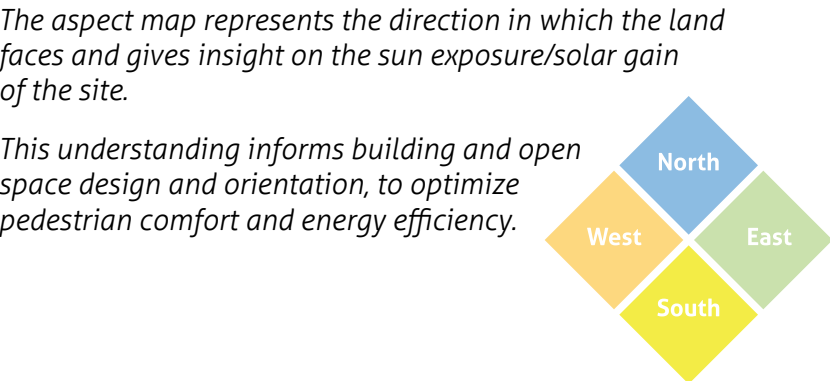 The aspect map represents the direction in which the land
faces and gives insight on the sun exposure/solar gain
of the site.
This understanding informs building and open
space design and orientation, to optimize
pedestrian comfort and energy efficiency.
North
West
East
South